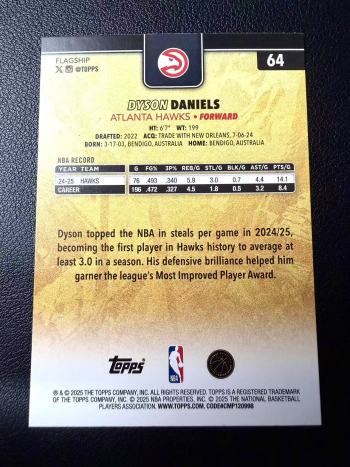 FLAGSHIP
@TOPPS
64
DYSON DANIELS
ATLANTA HAWKS • FORWARD
HT: 6'7" WT: 199
DRAFTED: 2022 ACQ: TRADE WITH NEW ORLEANS, 7-06-24
BORN: 3-17-03, BENDIGO, AUSTRALIA HOME: BENDIGO, AUSTRALIA
NBA RECORD
YEAR TEAM G FG% 3P% REB/G STL/G BLK/G AST/G PTS/G
24-25 HAWKS 76 .493 .340 5.9 3.0 0.7 4.4 14.1
CAREER 196 .472 .327 4.5 1.8 0.5 3.2 8.4
Dyson topped the NBA in steals per game in 2024/25,
becoming the first player in Hawks history to average at
least 3.0 in a season. His defensive brilliance helped him
garner the league's Most Improved Player Award.
Topps
NBA
® & © 2025 THE TOPPS COMPANY, INC. ALL RIGHTS RESERVED. TOPPS IS A REGISTERED TRADEMARK
OF THE TOPPS COMPANY, INC. © 2025 NBA PROPERTIES, INC. © 2025 THE NATIONAL BASKETBALL
PLAYERS ASSOCIATION. WWW.TOPPS.COM. CODE#CMP120998